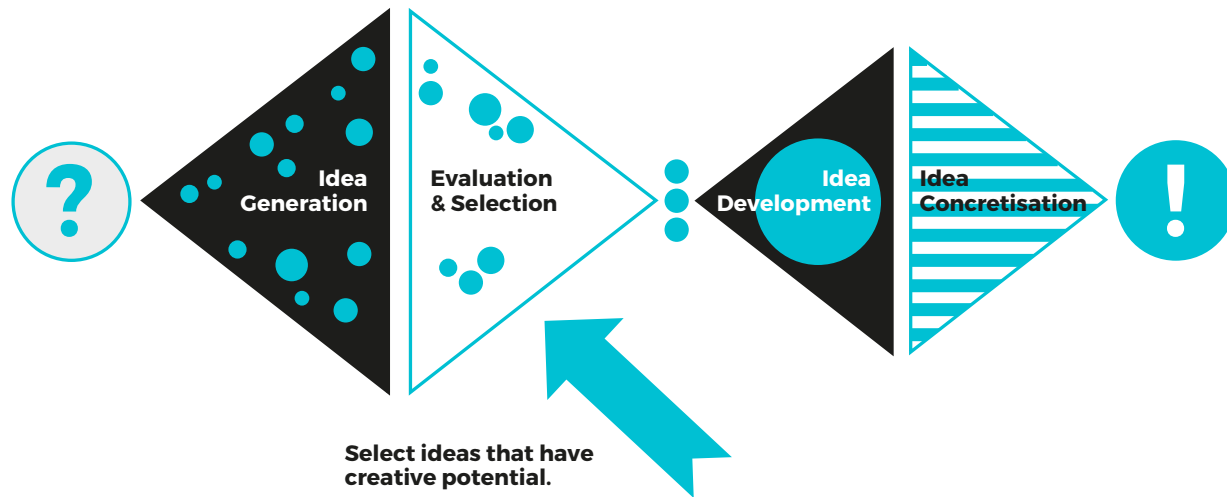 ?
Idea
Generation
Evaluation
& Selection
Idea
Development
Idea
Concretisation
!
Select ideas that have
creative potential.